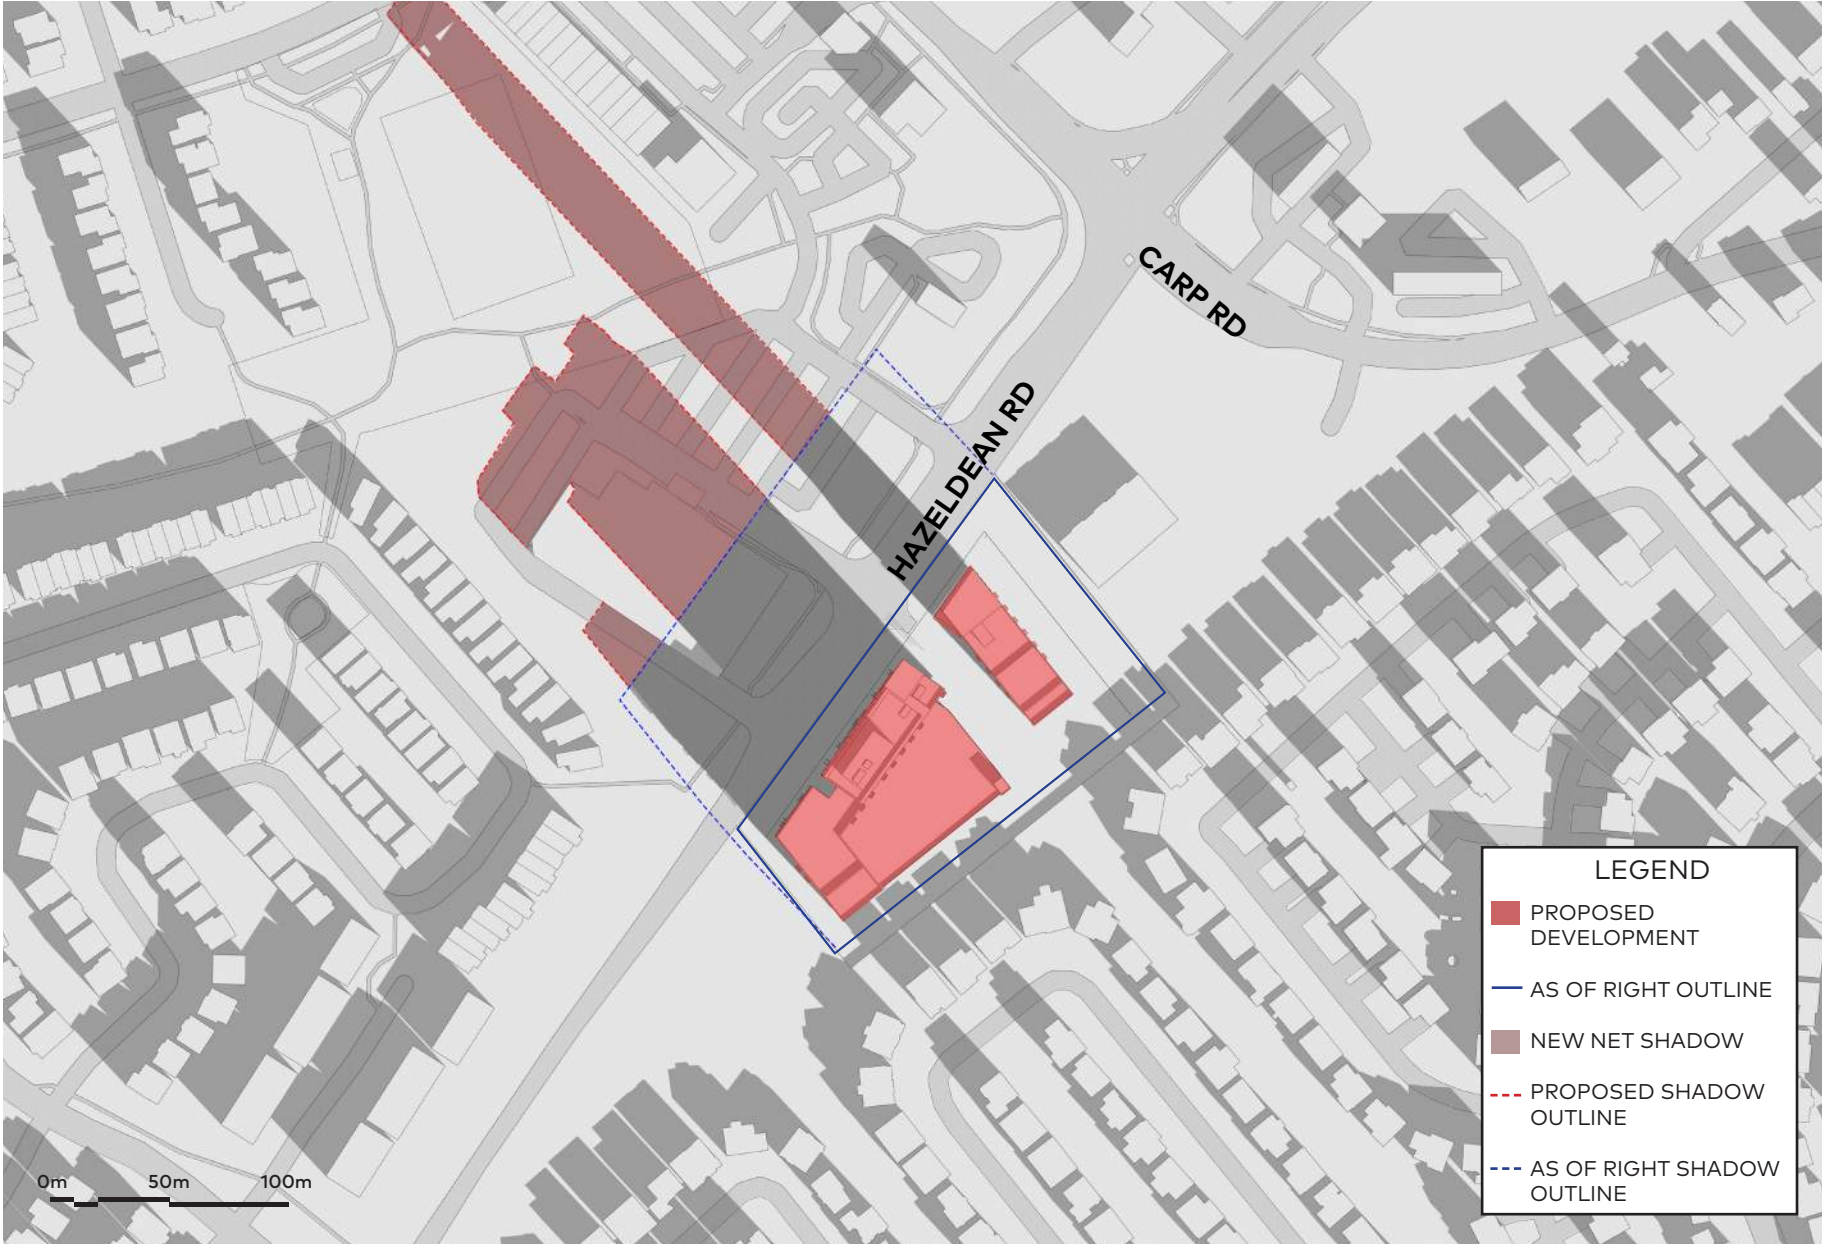 CARP RD
HAZELDEAN RD
LEGEND
PROPOSED
DEVELOPMENT
AS OF RIGHT OUTLINE
NEW NET SHADOW
PROPOSED SHADOW
OUTLINE
AS OF RIGHT SHADOW
OUTLINE
0m 50m 100m